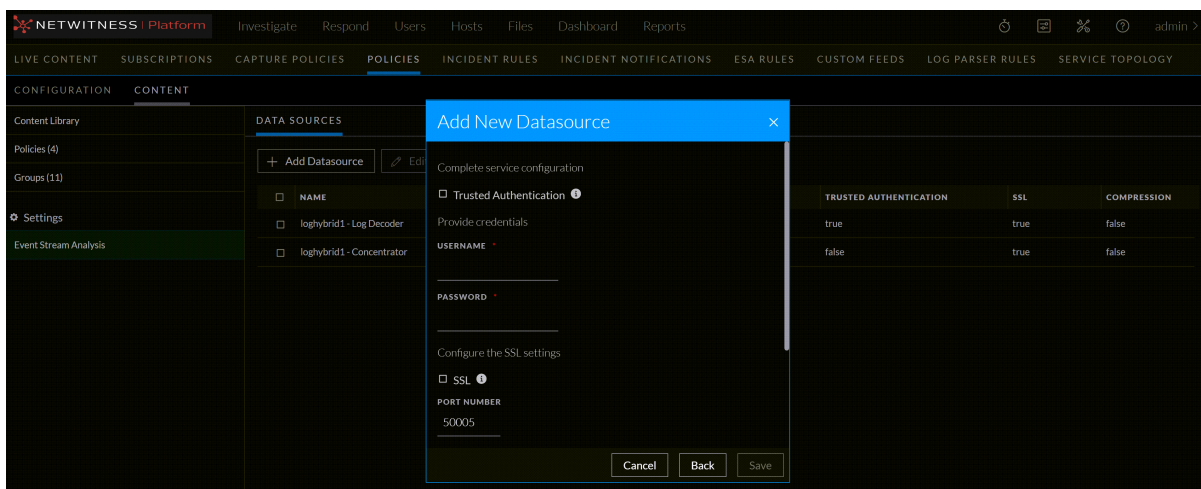 NETWITNESS Platform Investigate Respond Users Hosts Files Dashboard Reports admin >
LIVE CONTENT SUBSCRIPTIONS CAPTURE POLICIES POLICIES INCIDENT RULES INCIDENT NOTIFICATIONS ESA RULES CUSTOM FEEDS LOG PARSER RULES SERVICE TOPOLOGY
CONFIGURATION CONTENT
Content Library
Policies (4)
Groups (11)
Settings
Event Stream Analysis
DATA SOURCES
+ Add Datasource Edi
NAME TRUSTED AUTHENTICATION SSL COMPRESSION
loghybrid1 - Log Decoder true true false
loghybrid1 - Concentrator false true false
Add New Datasource ×
Complete service configuration
Trusted Authentication
Provide credentials
USERNAME *
PASSWORD *
Configure the SSL settings
SSL
PORT NUMBER
50005
Cancel Back Save